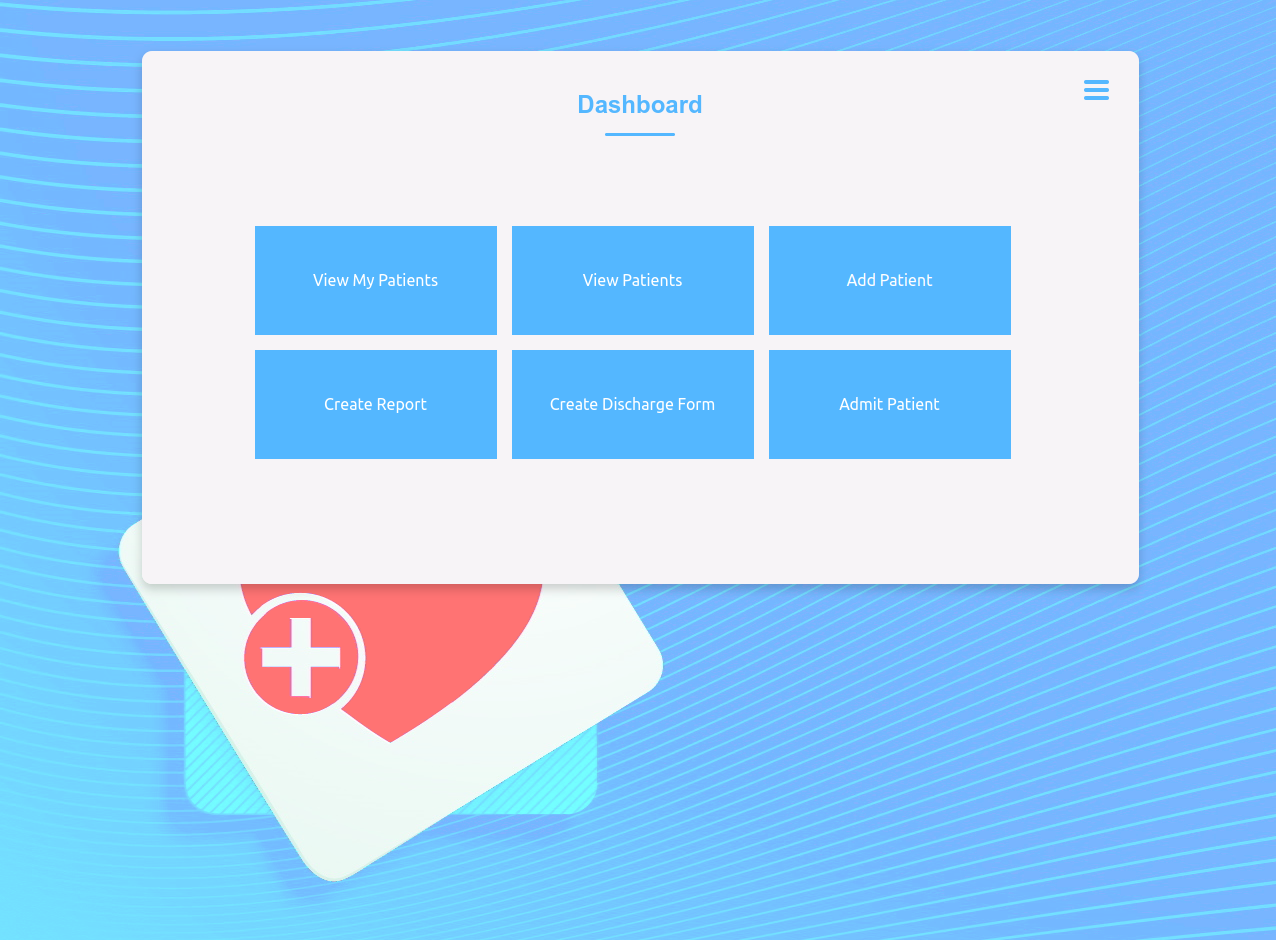 Dashboard
View My Patients
View Patients
Add Patient
Create Report
Create Discharge Form
Admit Patient